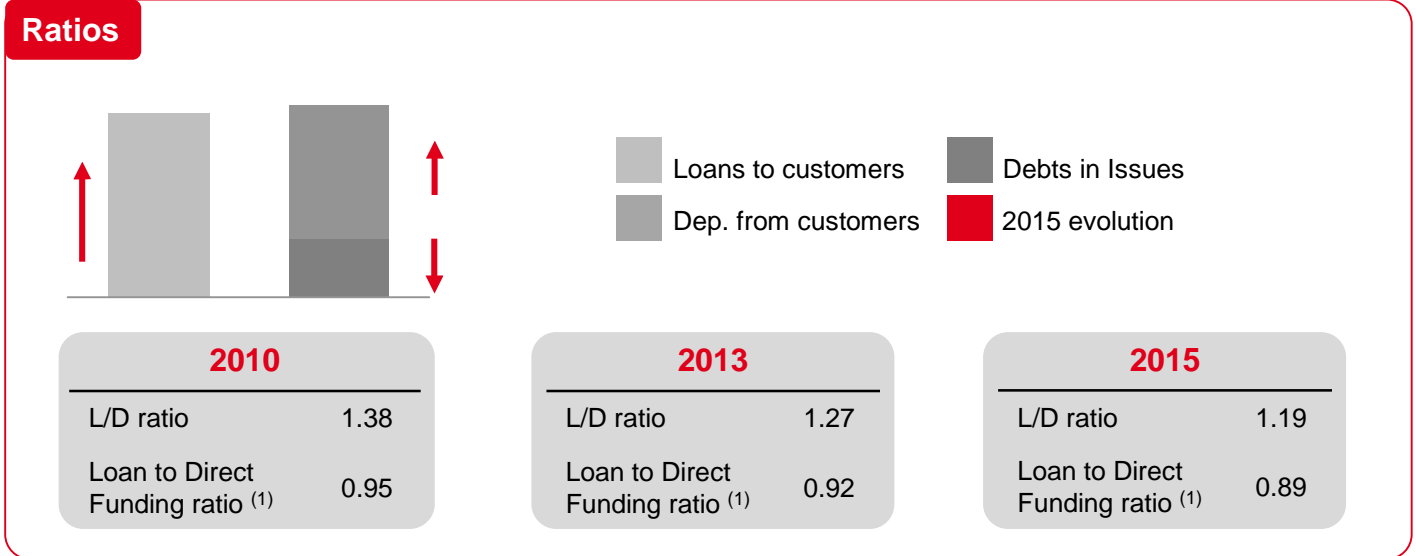 Ratios
Loans to customers
Debts in Issues
Dep. from customers
2015 evolution
2010
L/D ratio 1.38
Loan to Direct
Funding ratio (1) 0.95
2013
L/D ratio 1.27
Loan to Direct
Funding ratio (1) 0.92
2015
L/D ratio 1.19
Loan to Direct
Funding ratio (1) 0.89